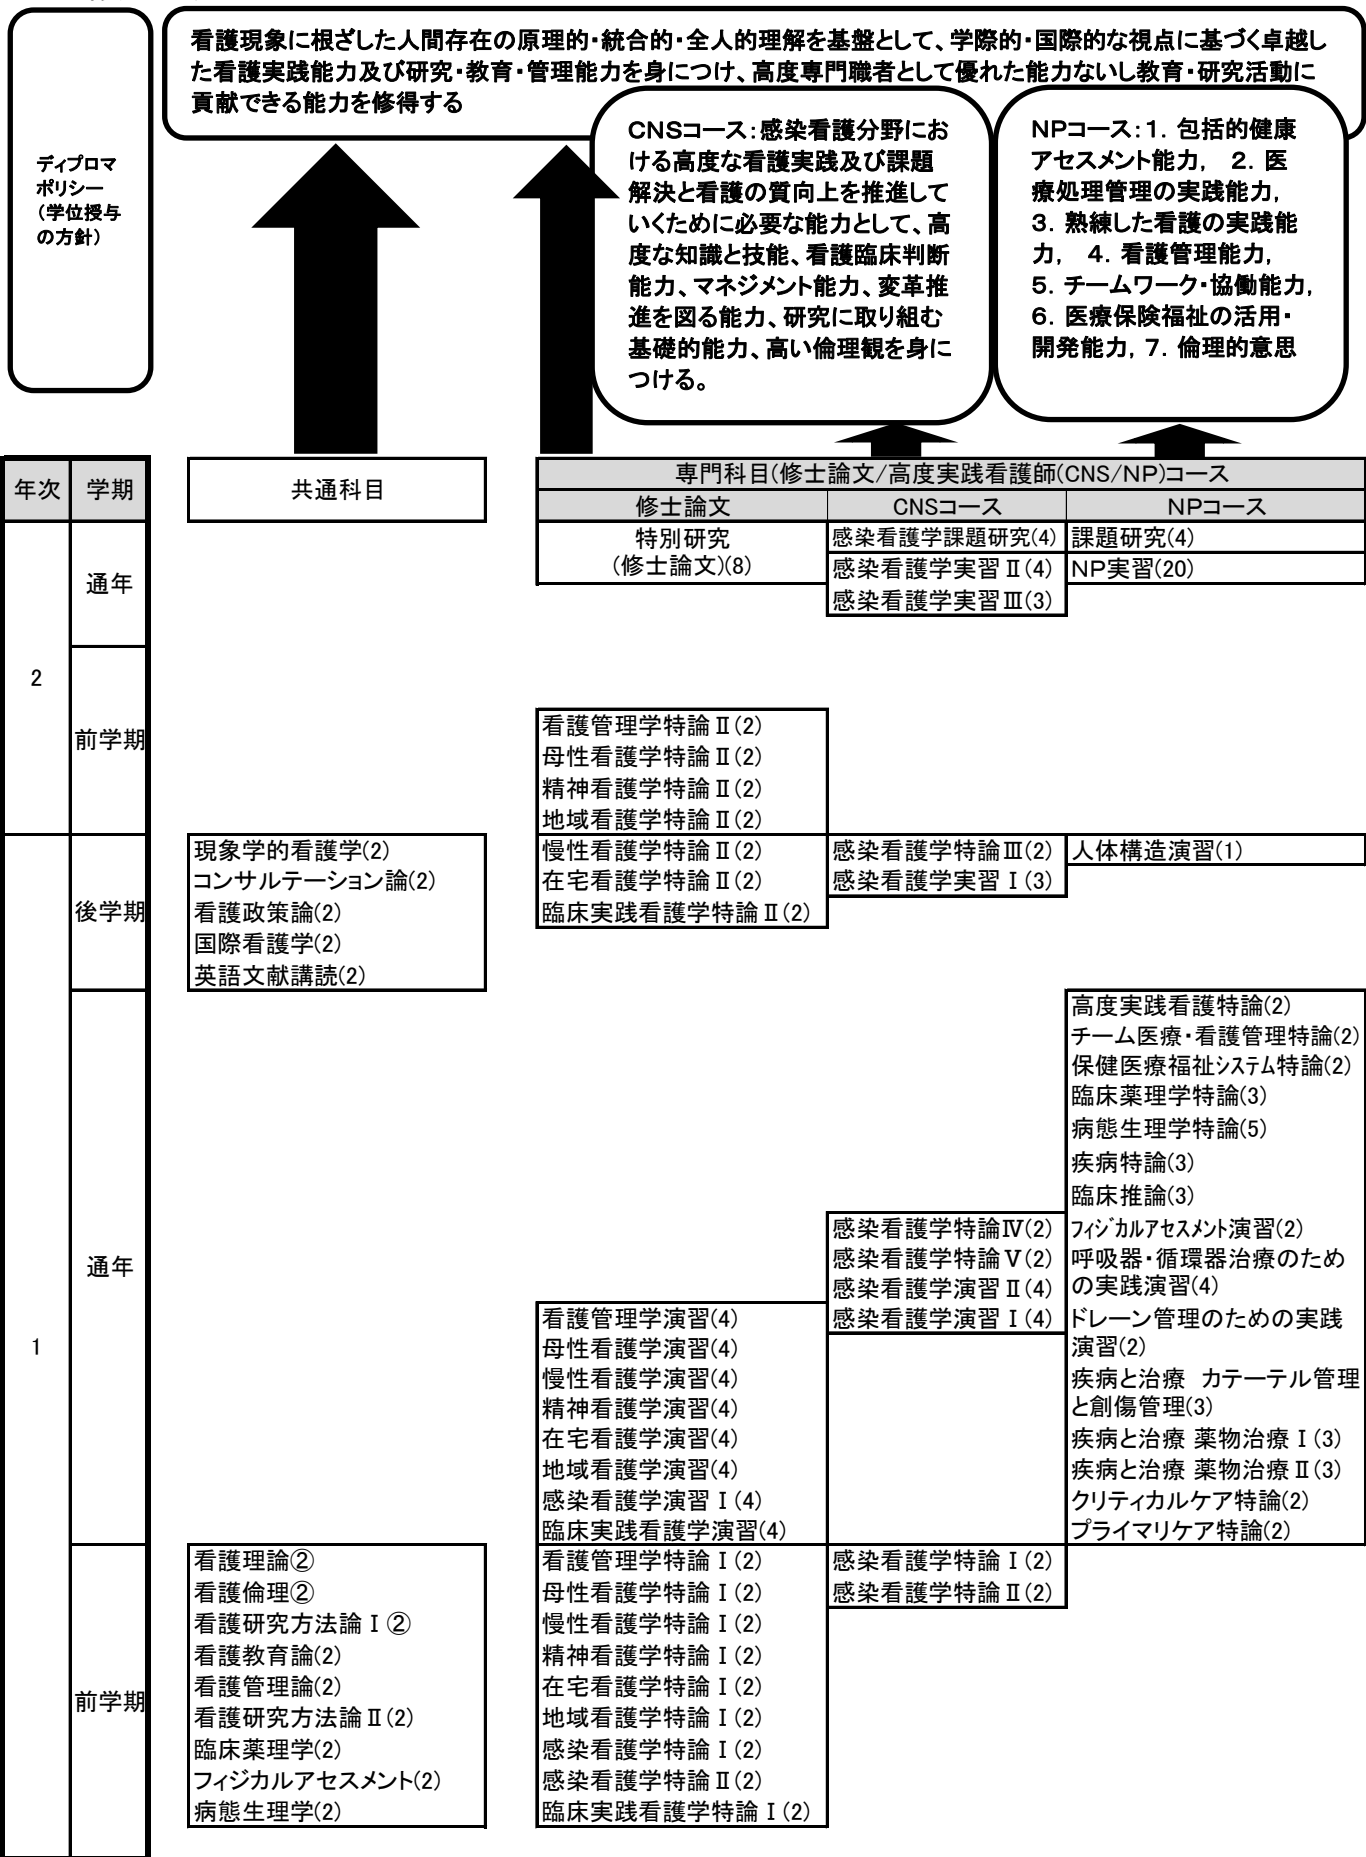 看護現象に根ざした人間存在の原理的・統合的・全人的理解を基盤として、学際的・国際的な視点に基づく卓越し
た看護実践能力及び研究・教育・管理能力を身につけ、高度専門職者として優れた能力ないし教育・研究活動に
貢献できる能力を修得する
ディプロマ
ポリシー
（学位授与
の方針）
CNSコース：感染看護分野にお
ける高度な看護実践及び課題
解決と看護の質向上を推進して
いくために必要な能力として、高
度な知識と技能、看護臨床判断
能力、マネジメント能力、変革推
進を図る能力、研究に取り組む
基礎的能力、高い倫理観を身に
つける。
NPコース：1．包括的健康
アセスメント能力，　2．医
療処理管理の実践能力，
3．熟練した看護の実践能
力，　4．看護管理能力，
5．チームワーク・協働能力，
6．医療保険福祉の活用・
開発能力，7．倫理的意思
年次
学期
共通科目
専門科目(修士論文/高度実践看護師(CNS/NP)コース
修士論文
CNSコース
NPコース
2
通年
特別研究
(修士論文)(8)
感染看護学課題研究(4)
感染看護学実習Ⅱ(4)
感染看護学実習Ⅲ(3)
課題研究(4)
NP実習(20)
前学期
看護管理学特論Ⅱ(2)
母性看護学特論Ⅱ(2)
精神看護学特論Ⅱ(2)
地域看護学特論Ⅱ(2)
1
後学期
現象学的看護学(2)
コンサルテーション論(2)
看護政策論(2)
国際看護学(2)
英語文献講読(2)
慢性看護学特論Ⅱ(2)
在宅看護学特論Ⅱ(2)
臨床実践看護学特論Ⅱ(2)
感染看護学特論Ⅲ(2)
感染看護学実習Ⅰ(3)
人体構造演習(1)
通年
看護管理学演習(4)
母性看護学演習(4)
慢性看護学演習(4)
精神看護学演習(4)
在宅看護学演習(4)
地域看護学演習(4)
感染看護学演習Ⅰ(4)
臨床実践看護学演習(4)
感染看護学特論Ⅳ(2)
感染看護学特論Ⅴ(2)
感染看護学演習Ⅱ(4)
感染看護学演習Ⅰ(4)
高度実践看護特論(2)
チーム医療・看護管理特論(2)
保健医療福祉ｼｽﾃﾑ特論(2)
臨床薬理学特論(3)
病態生理学特論(5)
疾病特論(3)
臨床推論(3)
ﾌｨｼﾞｶﾙｱｾｽﾒﾝﾄ演習(2)
呼吸器・循環器治療のため
の実践演習(4)
ドレーン管理のための実践
演習(2)
疾病と治療　カテーテル管理
と創傷管理(3)
疾病と治療 薬物治療Ⅰ(3)
疾病と治療 薬物治療Ⅱ(3)
クリティカルケア特論(2)
プライマリケア特論(2)
前学期
看護理論②
看護倫理②
看護研究方法論Ⅰ②
看護教育論(2)
看護管理論(2)
看護研究方法論Ⅱ(2)
臨床薬理学(2)
フィジカルアセスメント(2)
病態生理学(2)
看護管理学特論Ⅰ(2)
母性看護学特論Ⅰ(2)
慢性看護学特論Ⅰ(2)
精神看護学特論Ⅰ(2)
在宅看護学特論Ⅰ(2)
地域看護学特論Ⅰ(2)
感染看護学特論Ⅰ(2)
感染看護学特論Ⅱ(2)
臨床実践看護学特論Ⅰ(2)
感染看護学特論Ⅰ(2)
感染看護学特論Ⅱ(2)